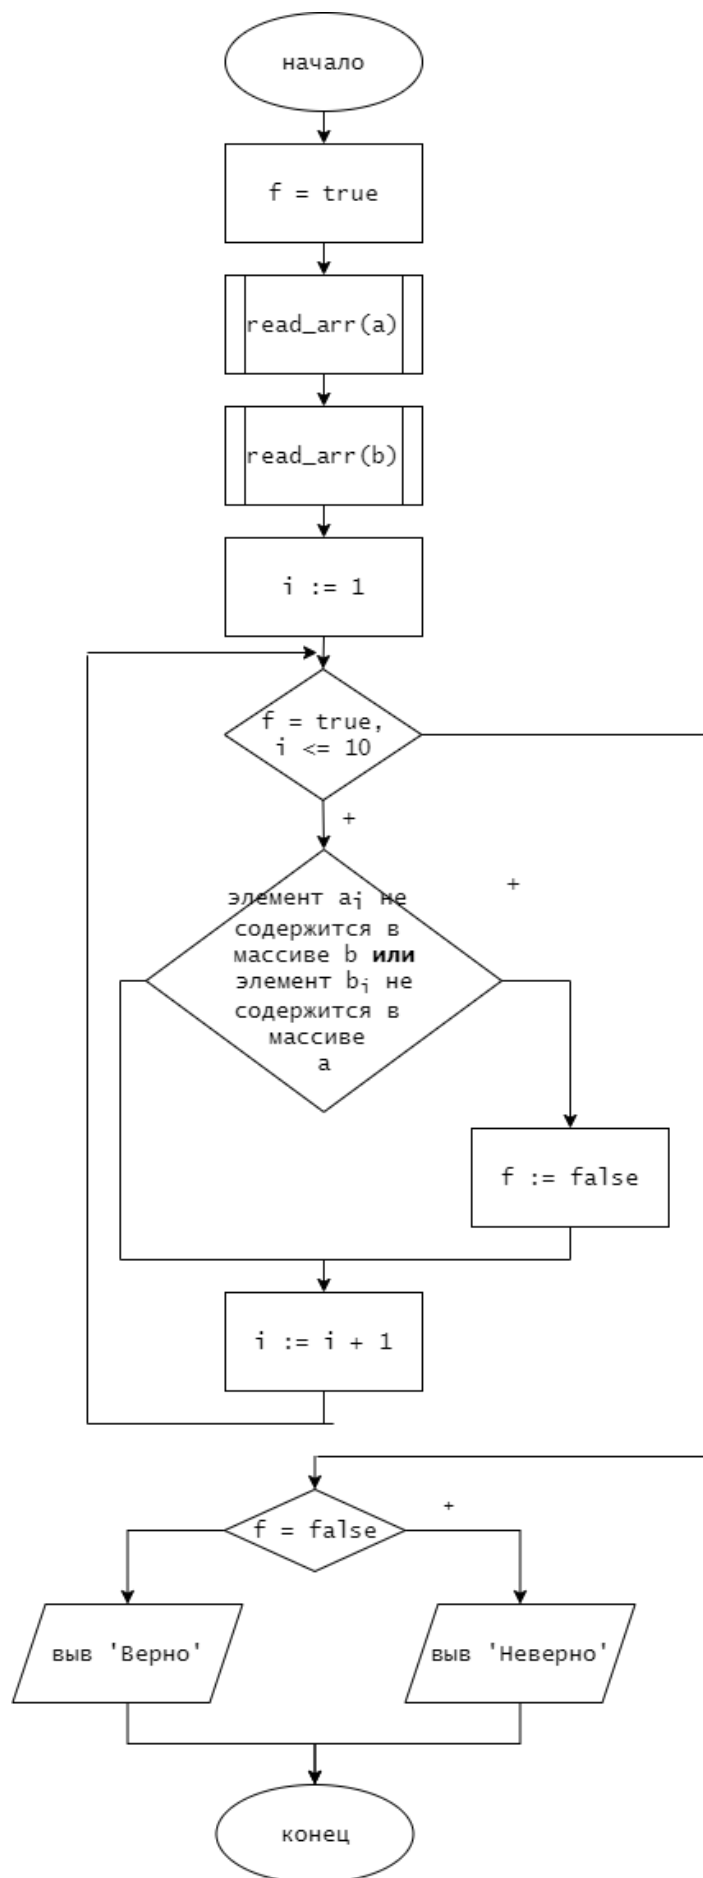 начало
f = true
read_arr(a)
read_arr(b)
i := 1
f = true,
i <= 10
+
+
элемент aᵢ не
содержится в
массиве b или
элемент bᵢ не
содержится в
массиве
a
f := false
i := i + 1
f = false
+
выв 'Верно'
выв 'Неверно'
конец